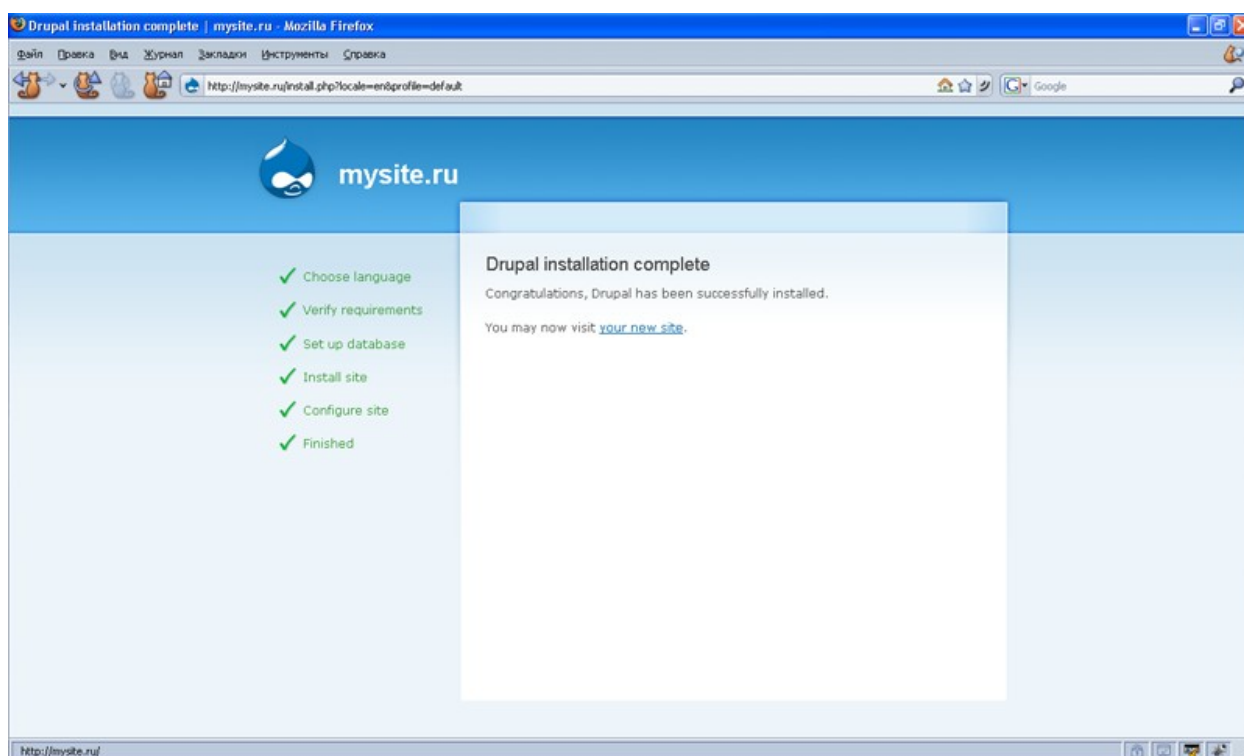 Drupal installation complete | mysite.ru - Mozilla Firefox
Файл Правка Вид Журнал Закладки Инструменты Справка
http://mysite.ru/install.php?locale=en&profile=default
Google
mysite.ru
Choose language
Verify requirements
Set up database
Install site
Configure site
Finished
Drupal installation complete
Congratulations, Drupal has been successfully installed.
You may now visit your new site.
http://mysite.ru/